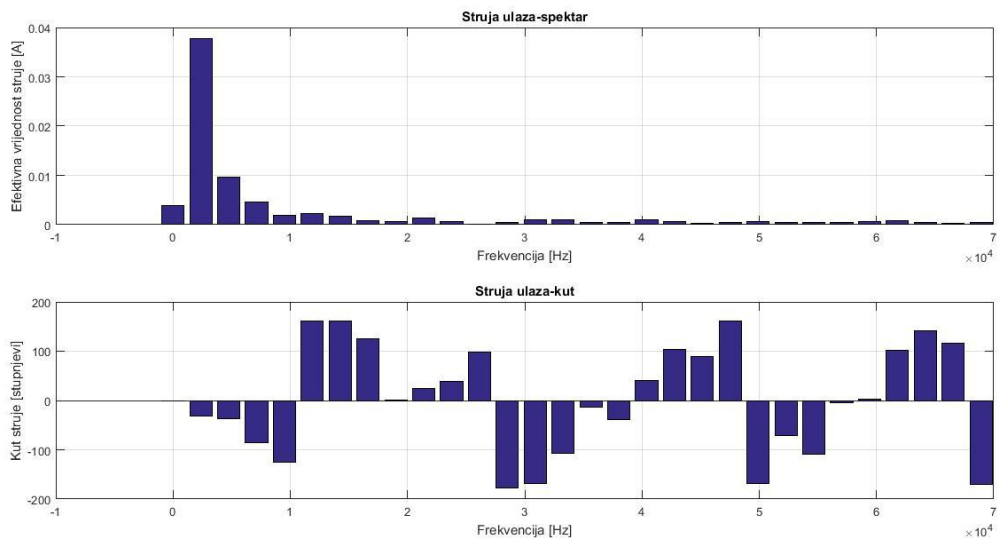 Struja ulaza-spektar
Efektivna vrijednost struje [A]
0.04
0.03
0.02
0.01
0
-1 0 1 2 3 4 5 6 7
Frekvencija [Hz]
×10^4
Struja ulaza-kut
Kut struje [stupnjevi]
200
100
0
-100
-200
-1 0 1 2 3 4 5 6 7
Frekvencija [Hz]
×10^4